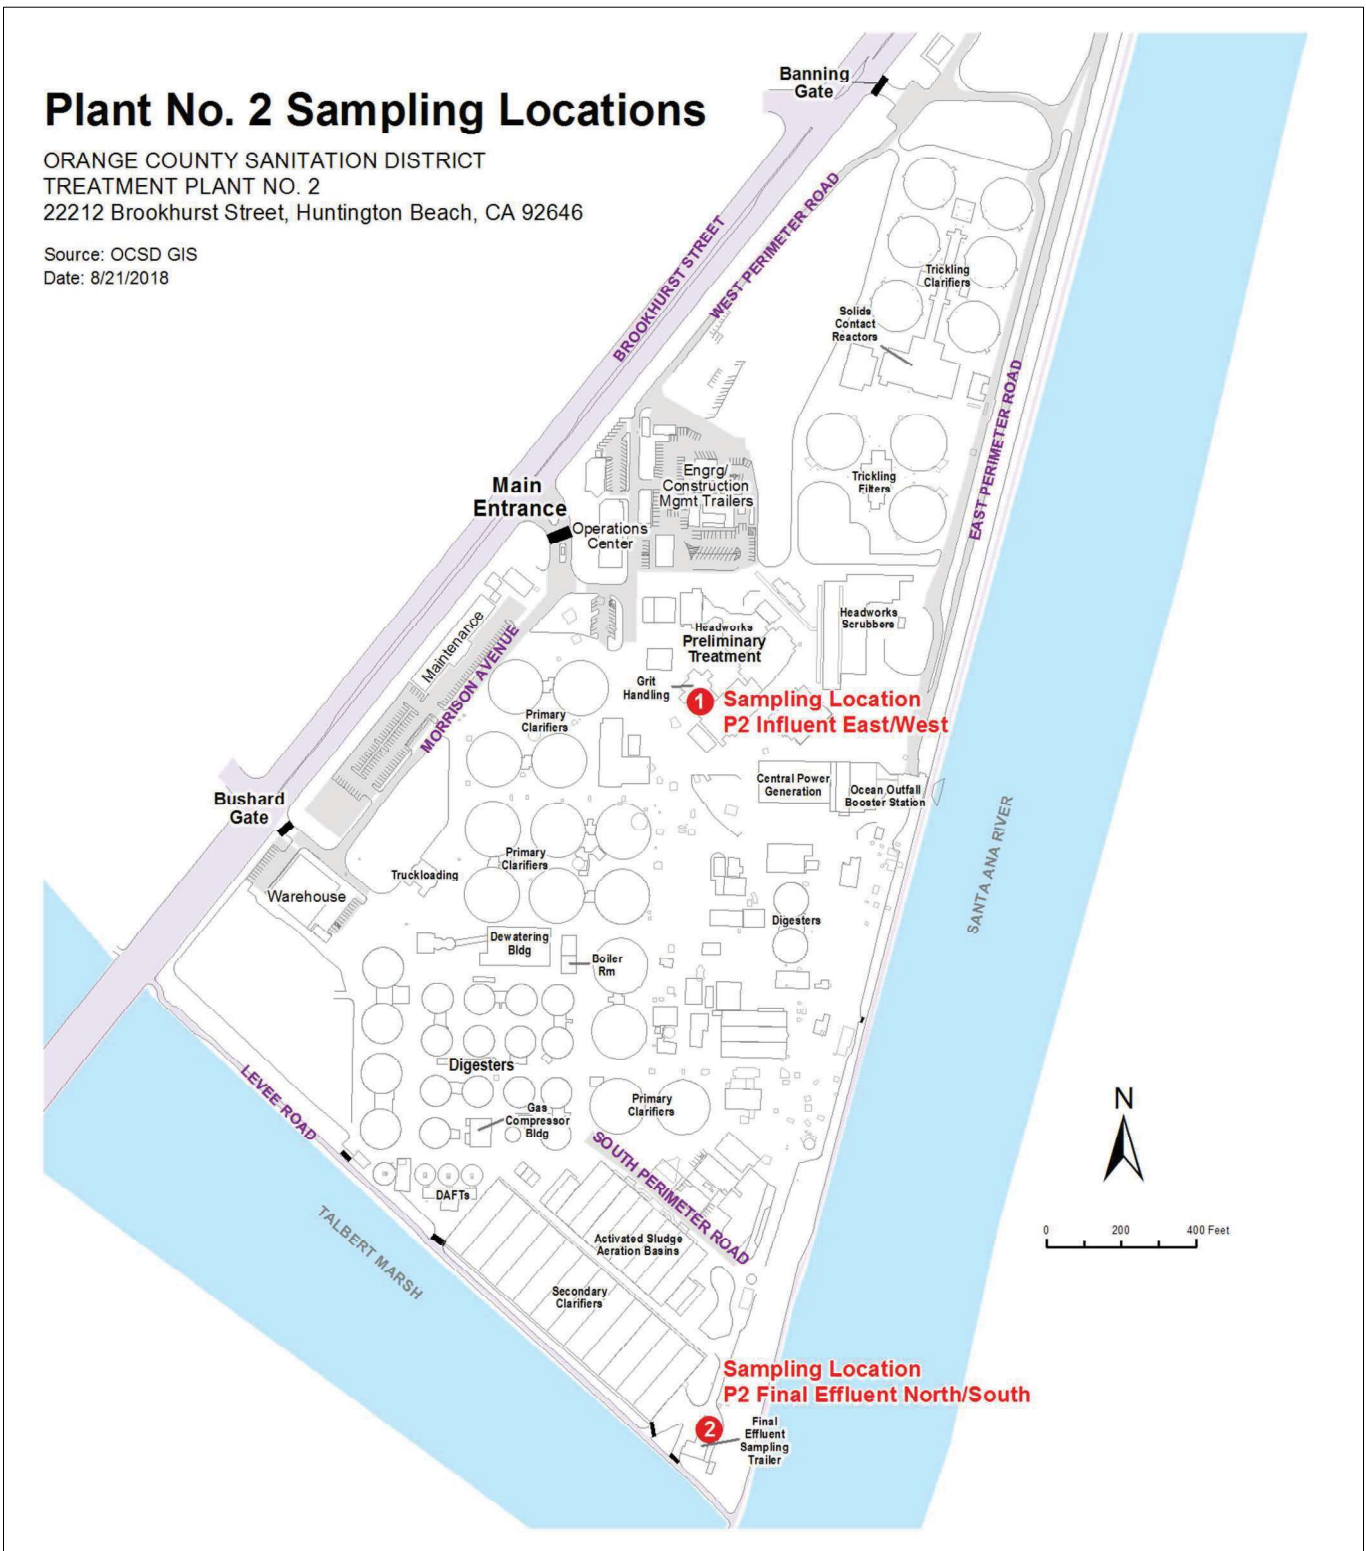 Plant No. 2 Sampling Locations
ORANGE COUNTY SANITATION DISTRICT
TREATMENT PLANT NO. 2
22212 Brookhurst Street, Huntington Beach, CA 92646
Source: OCSD GIS
Date: 8/21/2018
Banning
Gate
BROOKHURST STREET
WEST PERIMETER ROAD
Trickling
Clarifiers
Solids
Contact
Reactors
EAST PERIMETER ROAD
Trickling
Filters
Engrg/
Construction
Mgmt Trailers
Main
Entrance
Operations
Center
Maintenance
MORRISON AVENUE
Headworks
Scrubbers
Headworks
Preliminary
Treatment
Grit
Handling
1
Sampling Location
P2 Influent East/West
Primary
Clarifiers
Central Power
Generation
Ocean Outfall
Booster Station
Bushard
Gate
Warehouse
Truckloading
Primary
Clarifiers
SANTA ANA RIVER
Digesters
Dewatering
Bldg
Boiler
Rm
Digesters
Gas
Compressor
Bldg
Primary
Clarifiers
LEVEE ROAD
SOUTH PERIMETER ROAD
DAFTs
TALBERT MARSH
Activated Sludge
Aeration Basins
Secondary
Clarifiers
N
0 200 400 Feet
Sampling Location
P2 Final Effluent North/South
2
Final
Effluent
Sampling
Trailer